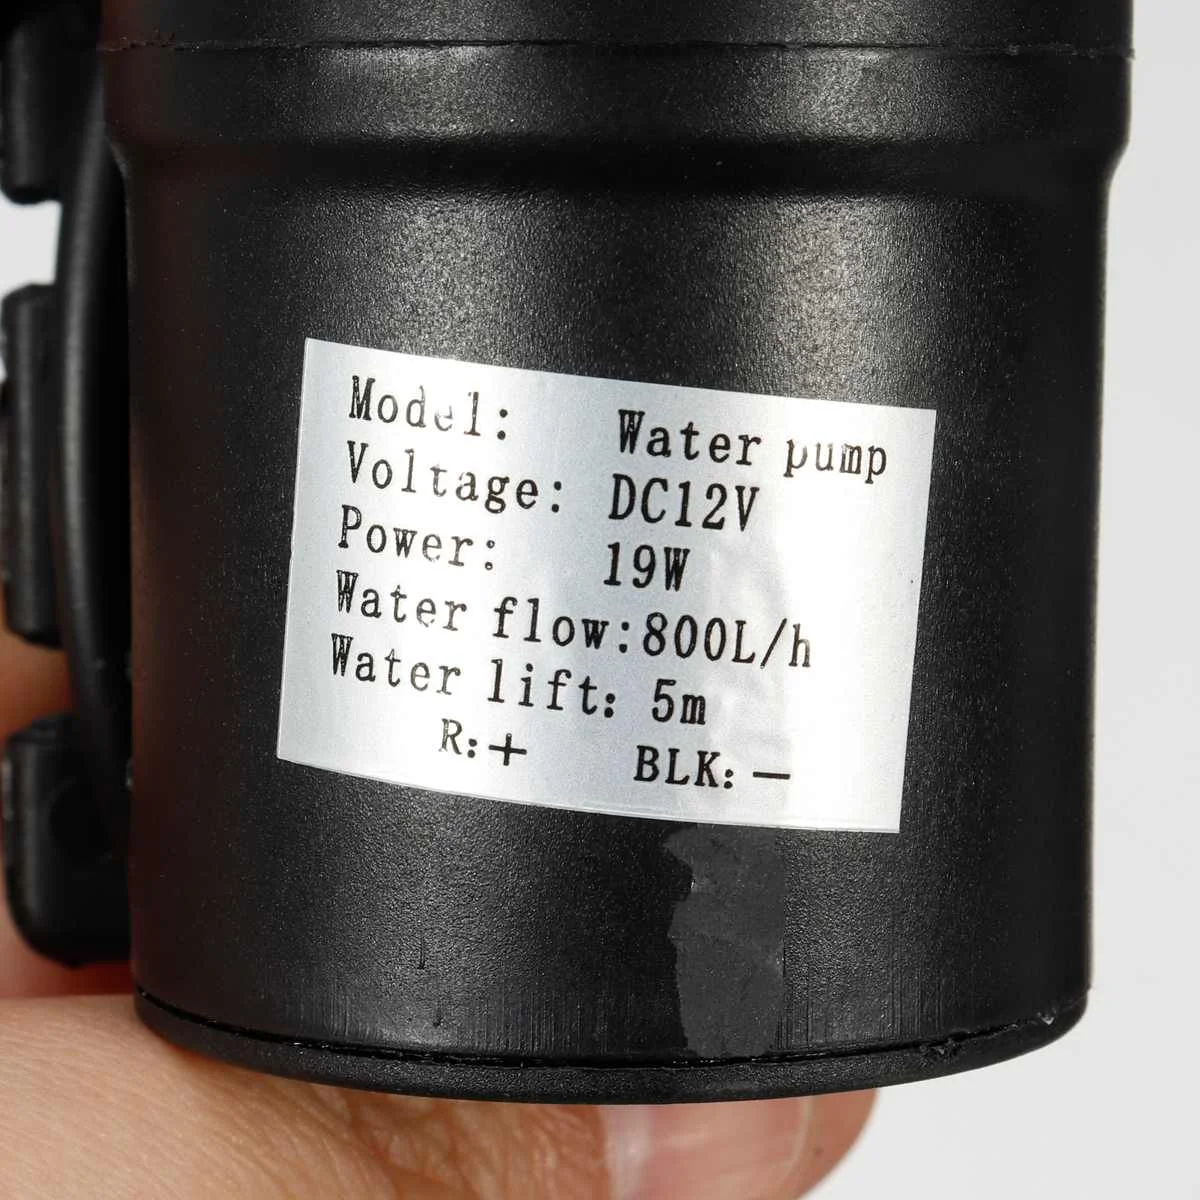 Model: Water pump
Voltage: DC12V
Power: 19W
Water flow:800L/h
Water lift: 5m
R:+ BLK:−